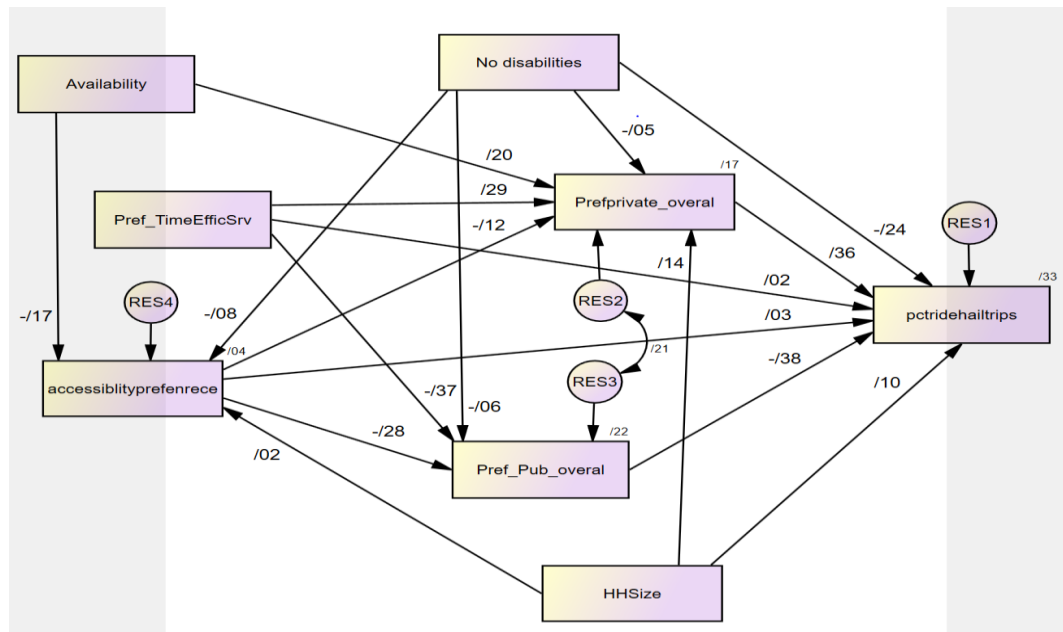 No disabilities
Availability
-/05
/20
/17
/29
Prefprivate_overal
Pref_TimeEfficSrv
-/12
-/24
RES1
/14
/36
/02
/33
RES4
RES2
-/17
-/08
/03
pctridehailtrips
/04
/21
accessiblityprefenrece
RES3
-/38
-/37
/10
-/06
-/28
/22
/02
Pref_Pub_overal
HHSize